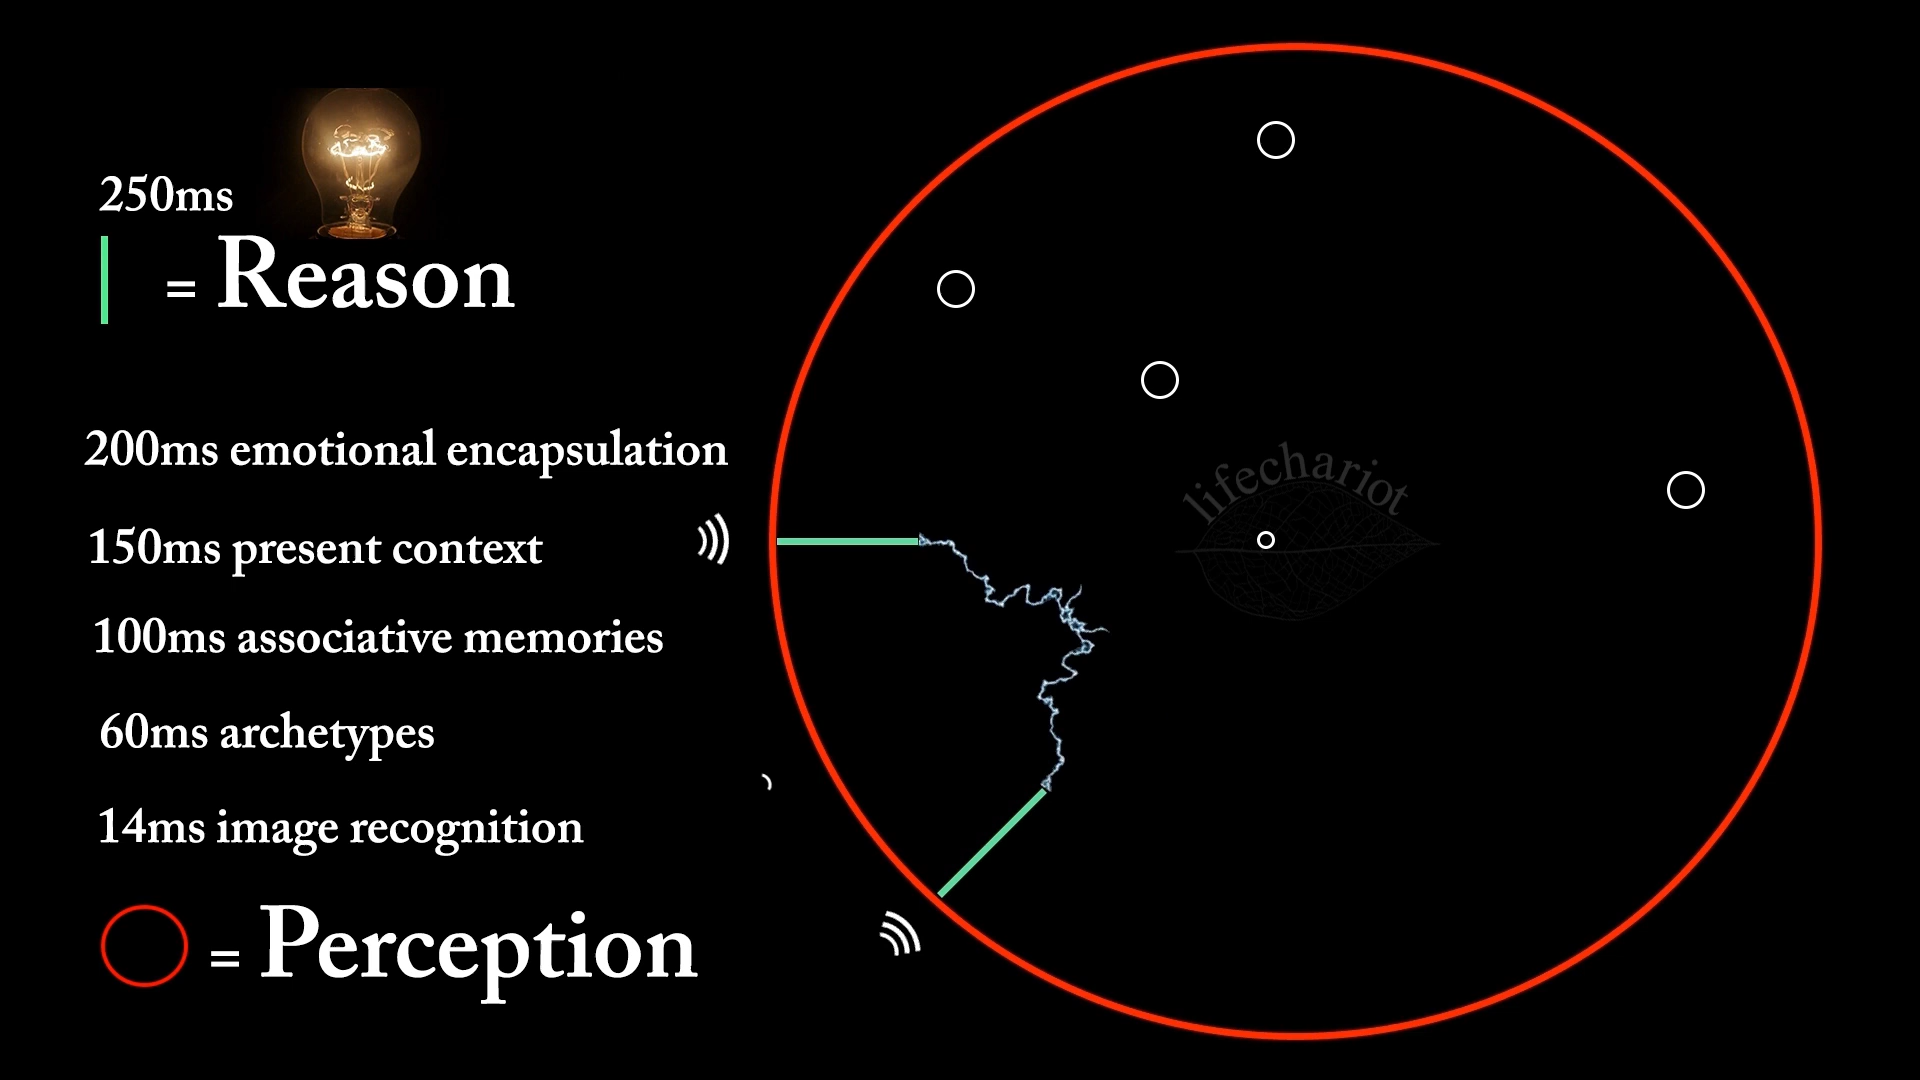 250ms
= Reason
200ms emotional encapsulation
150ms present context
100ms associative memories
60ms archetypes
14ms image recognition
= Perception
lifechariot